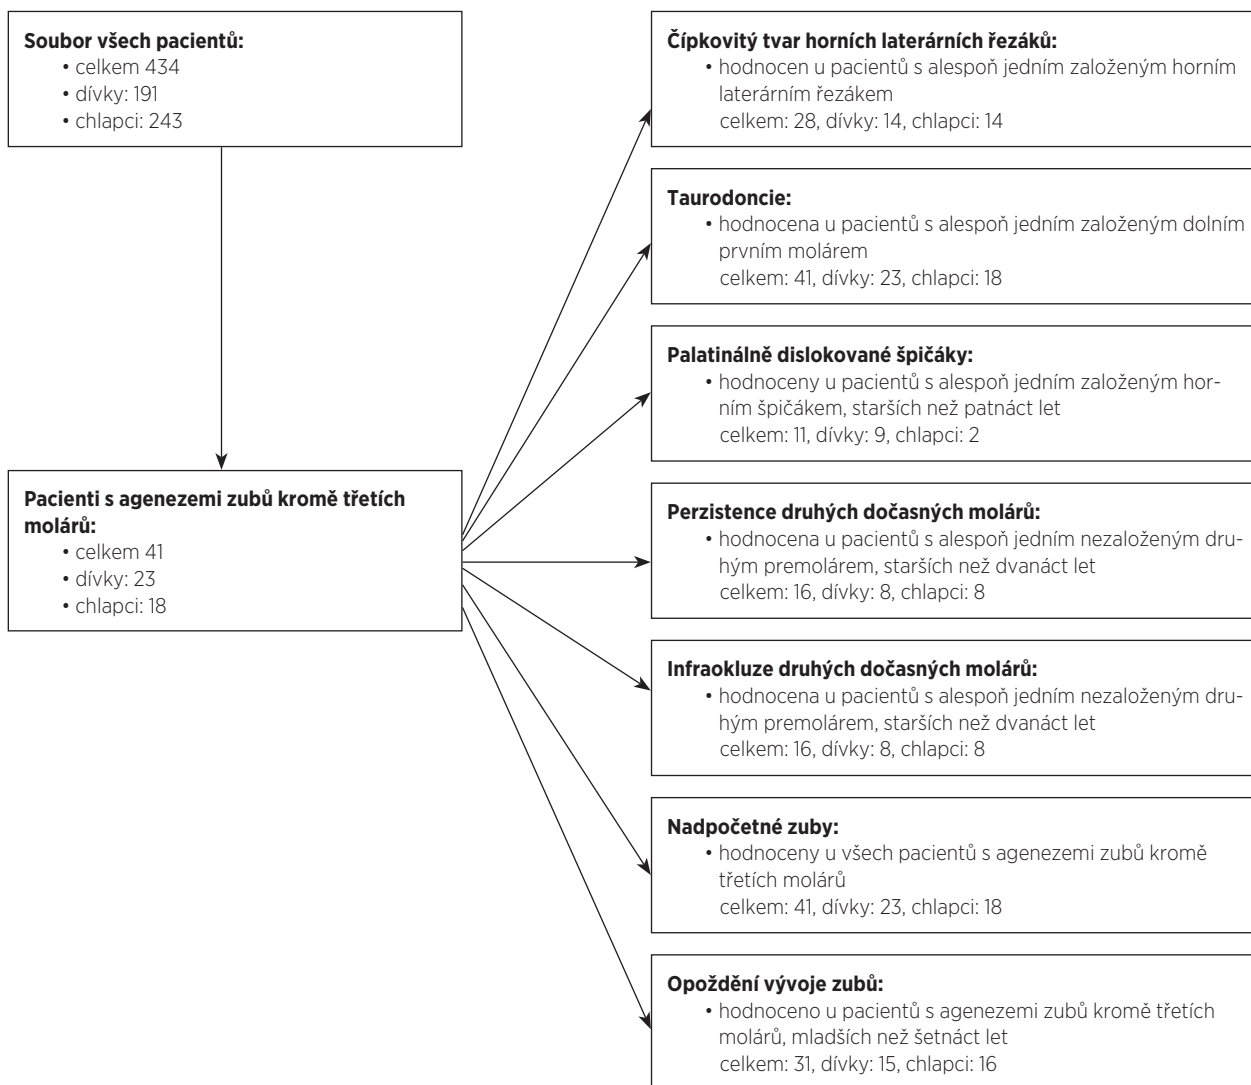 Soubor všech pacientů:
• celkem 434
• dívky: 191
• chlapci: 243
Pacienti s agenezemi zubů kromě třetích
molárů:
• celkem 41
• dívky: 23
• chlapci: 18
Čípkovitý tvar horních laterárních řezáků:
• hodnocen u pacientů s alespoň jedním založeným horním
laterárním řezákem
celkem: 28, dívky: 14, chlapci: 14
Taurodoncie:
• hodnocena u pacientů s alespoň jedním založeným dolním
prvním molárem
celkem: 41, dívky: 23, chlapci: 18
Palatinálně dislokované špičáky:
• hodnoceny u pacientů s alespoň jedním založeným hor-
ním špičákem, starších než patnáct let
celkem: 11, dívky: 9, chlapci: 2
Perzistence druhých dočasných molárů:
• hodnocena u pacientů s alespoň jedním nezaloženým dru-
hým premolárem, starších než dvanáct let
celkem: 16, dívky: 8, chlapci: 8
Infraokluze druhých dočasných molárů:
• hodnocena u pacientů s alespoň jedním nezaloženým dru-
hým premolárem, starších než dvanáct let
celkem: 16, dívky: 8, chlapci: 8
Nadpočetné zuby:
• hodnoceny u všech pacientů s agenezemi zubů kromě
třetích molárů
celkem: 41, dívky: 23, chlapci: 18
Opoždění vývoje zubů:
• hodnoceno u pacientů s agenezemi zubů kromě třetích
molárů, mladších než šetnáct let
celkem: 31, dívky: 15, chlapci: 16